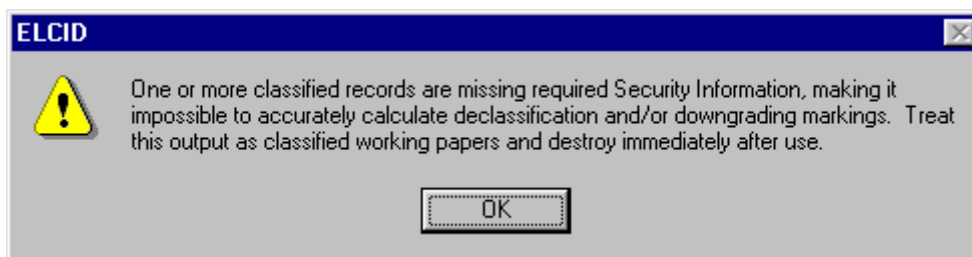 ELCID
One or more classified records are missing required Security Information, making it
impossible to accurately calculate declassification and/or downgrading markings.  Treat
this output as classified working papers and destroy immediately after use.
OK